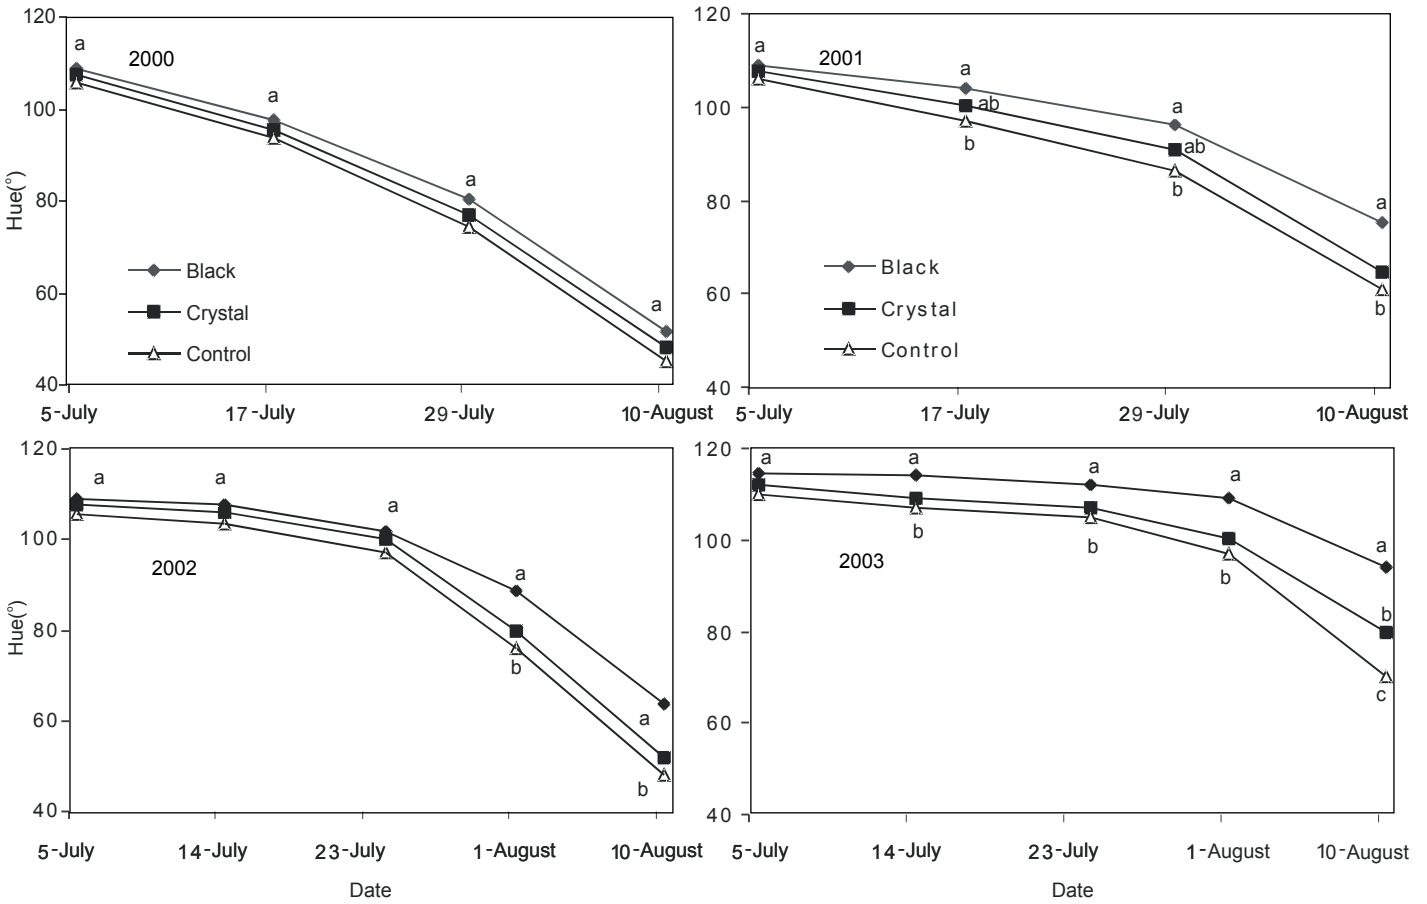 120
a
2000
a
100
a
80
Hue(°)
Black
60
Crystal
a
Control
40
5-July 17-July 29-July 10-August
120
a
2001
a
ab
100
b
a
ab
b
80
a
Black
60
Crystal
b
Control
40
5-July 17-July 29-July 10-August
120
a a
a
100
2002
a
80
Hue(°)
b
60
a
b
40
5-July 14-July 23-July 1-August 10-August
Date
120
a a a a
b b
100
2003
b
a
80
b
60
c
40
5-July 14-July 23-July 1-August 10-August
Date